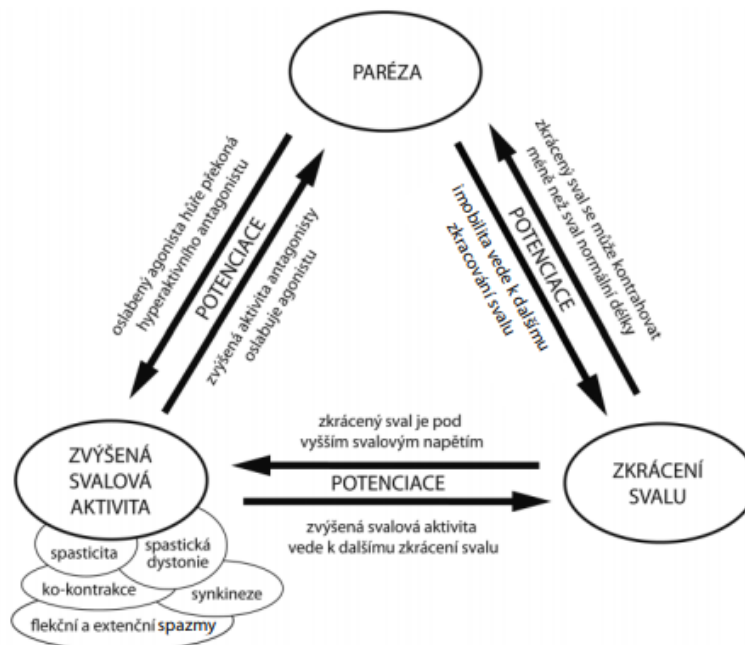 PARÉZA
oslabený agonista hůře překoná
hyperaktivního antagonistu
POTENCIACE
zvýšená aktivita antagonisty
oslabuje agonistu
zkrácený sval se může kontrahovat
méně než sval normální délky
POTENCIACE
imobilita vede k dalšímu
zkracování svalu
zkrácený sval je pod
vyšším svalovým napětím
POTENCIACE
zvýšená svalová aktivita
vede k dalšímu zkrácení svalu
ZVÝŠENÁ
SVALOVÁ
AKTIVITA
ZKRÁCENÍ
SVALU
spasticita
spastická
dystonie
ko-kontrakce
synkineze
flekční a extenční spazmy